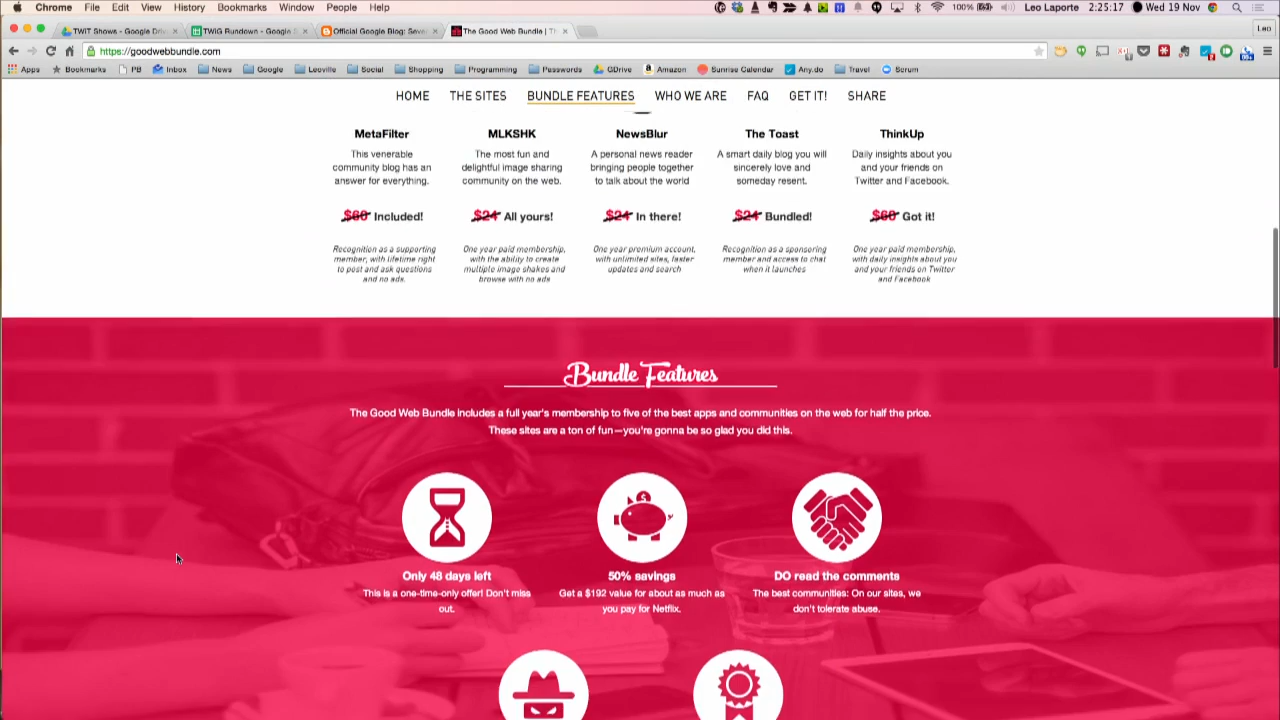 Chrome File Edit View History Bookmarks Window People Help 100% Leo Laporte 2:25:17 Wed 19 Nov
TWiT Shows - Google Driv TWiG Rundown - Google S Official Google Blog: Seve The Good Web Bundle | Th Leo
https://goodwebbundle.com
Apps Bookmarks PB Inbox News Google Leoville Social Shopping Programming Passwords GDrive Amazon Sunrise Calendar Any.do Travel Scrum
HOME THE SITES BUNDLE FEATURES WHO WE ARE FAQ GET IT! SHARE
MetaFilter MLKSHK NewsBlur The Toast ThinkUp
This venerable The most fun and A personal news reader A smart daily blog you will Daily insights about you
community blog has an delightful image sharing bringing people together sincerely love and and your friends on
answer for everything. community on the web. to talk about the world someday resent. Twitter and Facebook.
$60 Included! $24 All yours! $24 In there! $24 Bundled! $60 Got it!
Recognition as a supporting One year paid membership, One year premium account, Recognition as a sponsoring One year paid membership,
member, with lifetime right with the ability to create with unlimited sites, faster member and access to chat with daily insights about you
to post and ask questions multiple image shakes and updates and search when it launches and your friends on Twitter
and no ads. browse with no ads and Facebook
Bundle Features
The Good Web Bundle includes a full year's membership to five of the best apps and communities on the web for half the price.
These sites are a ton of fun—you're gonna be so glad you did this.
Only 48 days left 50% savings DO read the comments
This is a one-time-only offer! Don't miss Get a $192 value for about as much as The best communities: On our sites, we
out. you pay for Netflix. don't tolerate abuse.